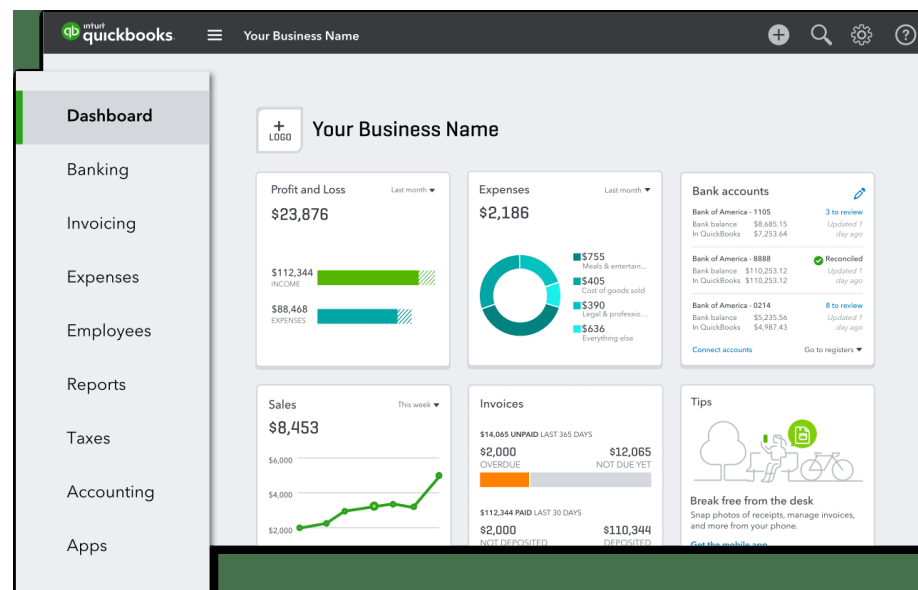 intuit
quickbooks.
Your Business Name
Dashboard
Banking
Invoicing
Expenses
Employees
Reports
Taxes
Accounting
Apps
+
LOGO
Your Business Name
Profit and Loss
Last month
$23,876
$112,344
INCOME
$88,468
EXPENSES
Expenses
Last month
$2,186
$755
Meals & entertain...
$405
Cost of goods sold
$390
Legal & professio...
$636
Everything else
Bank accounts
Bank of America - 1105
3 to review
Bank balance $8,685.15
Updated 1
In QuickBooks $7,253.64
day ago
Bank of America - 8888
Reconciled
Bank balance $110,253.12
Updated 1
In QuickBooks $110,253.12
day ago
Bank of America - 0214
8 to review
Bank balance $5,235.56
Updated 1
In QuickBooks $4,987.43
day ago
Connect accounts
Go to registers
Sales
This week
$8,453
$6,000
$4,000
$2,000
Invoices
$14,065 UNPAID LAST 365 DAYS
$2,000 $12,065
OVERDUE NOT DUE YET
$112,344 PAID LAST 30 DAYS
$2,000 $110,344
NOT DEPOSITED DEPOSITED
Tips
Break free from the desk
Snap photos of receipts, manage invoices,
and more from your phone.
Get the mobile app